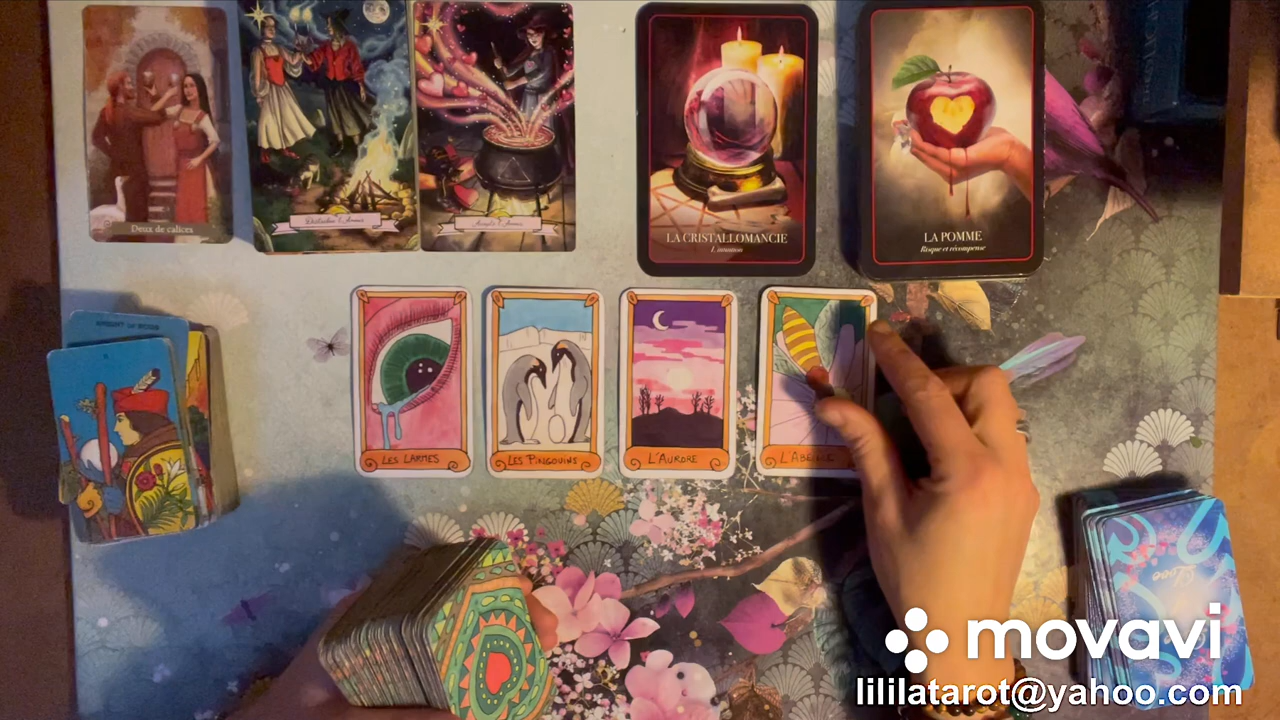 Deux de calices
LA CRISTALLOMANCIE
L'intuition
LA POMME
Risque et récompense
LES LARMES
LES PINGOUINS
L'AURORE
L'ABEILLE
movavi
lililatarot@yahoo.com